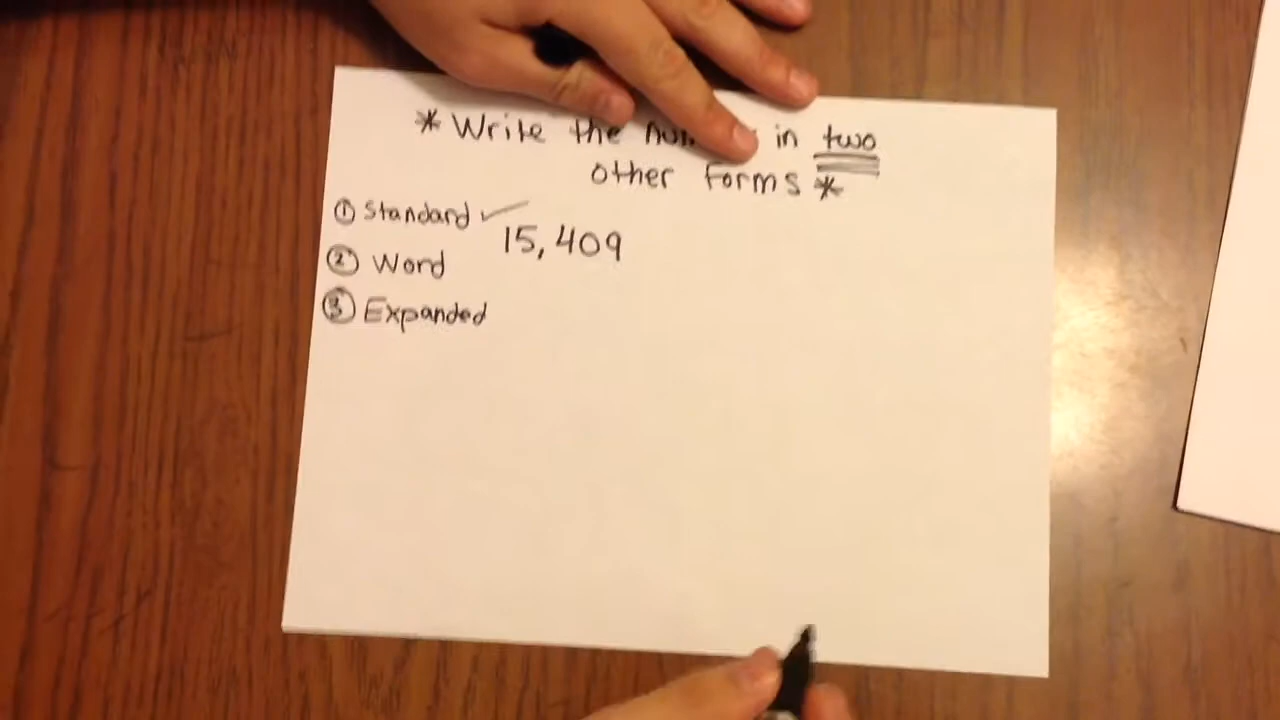 * Write the in two
other forms *
① Standard ✓
15,409
② Word
③ Expanded